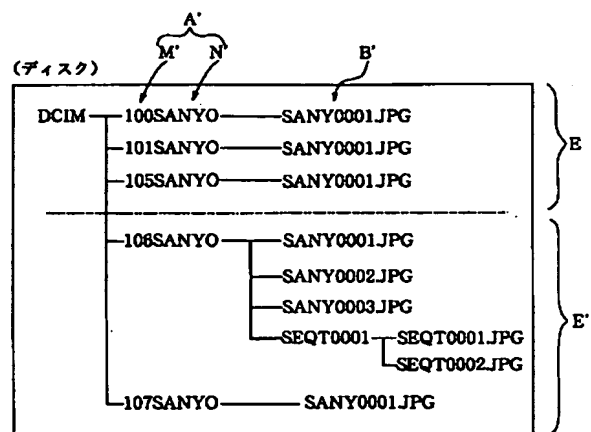 A'
M' N' B'
(ディスク)
DCIM 100SANYO SANY0001.JPG
101SANYO SANY0001.JPG
105SANYO SANY0001.JPG
E
106SANYO SANY0001.JPG
SANY0002.JPG
SANY0003.JPG
SEQT0001 SEQT0001.JPG
SEQT0002.JPG
E'
107SANYO SANY0001.JPG